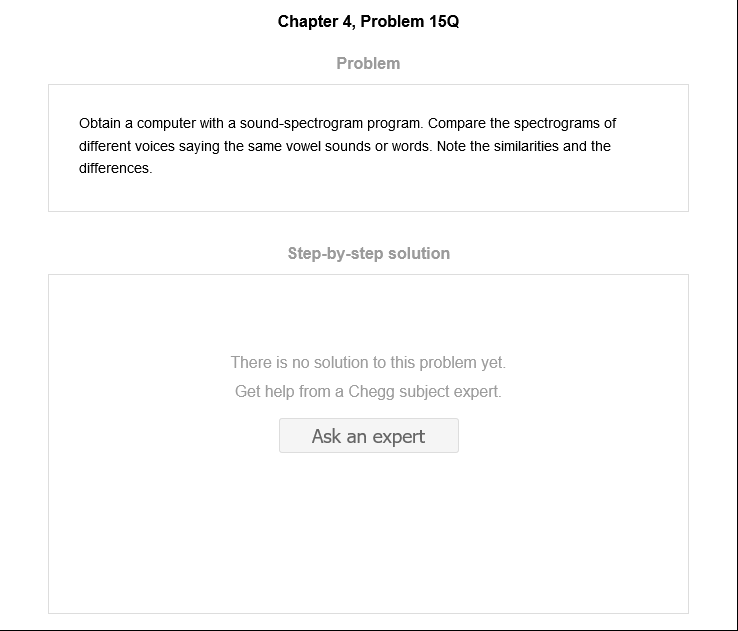 Chapter 4, Problem 15Q
Problem
Obtain a computer with a sound-spectrogram program. Compare the spectrograms of
different voices saying the same vowel sounds or words. Note the similarities and the
differences.
Step-by-step solution
There is no solution to this problem yet.
Get help from a Chegg subject expert.
Ask an expert